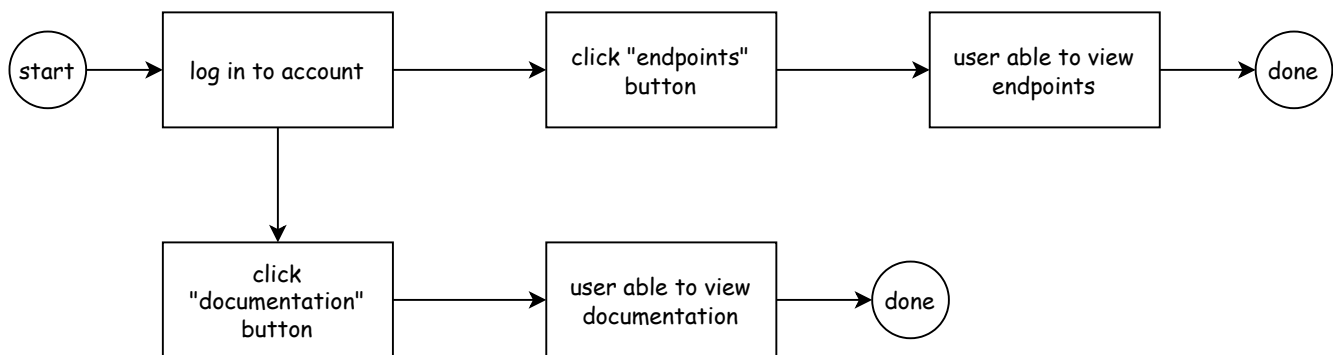 start
log in to account
click "endpoints"
button
user able to view
endpoints
done
click
"documentation"
button
user able to view
documentation
done